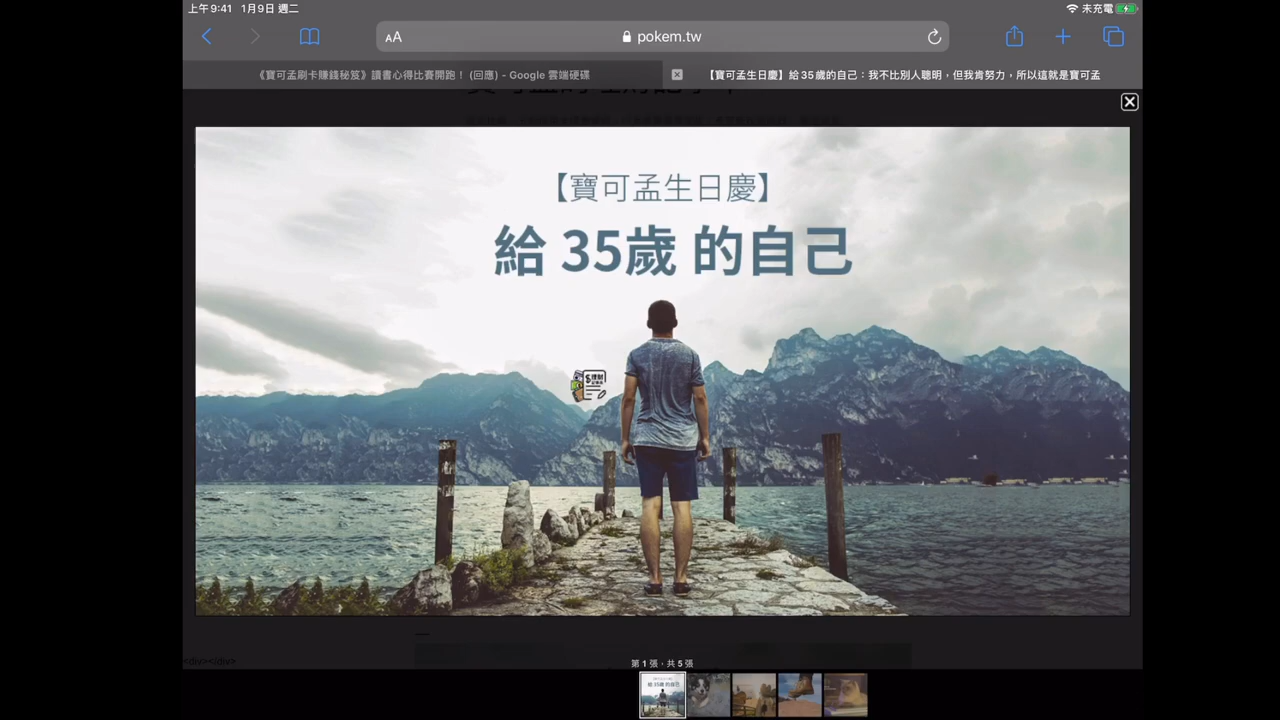 上午9:41 1月9日 週二
未充電
AA
pokem.tw
《寶可孟刷卡賺錢秘笈》讀書心得比賽開跑！ (回應) - Google 雲端硬碟
【寶可孟生日慶】給 35 歲的自己：我不比別人聰明，但我肯努力，所以這就是寶可孟
【寶可孟生日慶】
給 35歲 的自己
理財
<div></div>
第 1 張，共 5 張